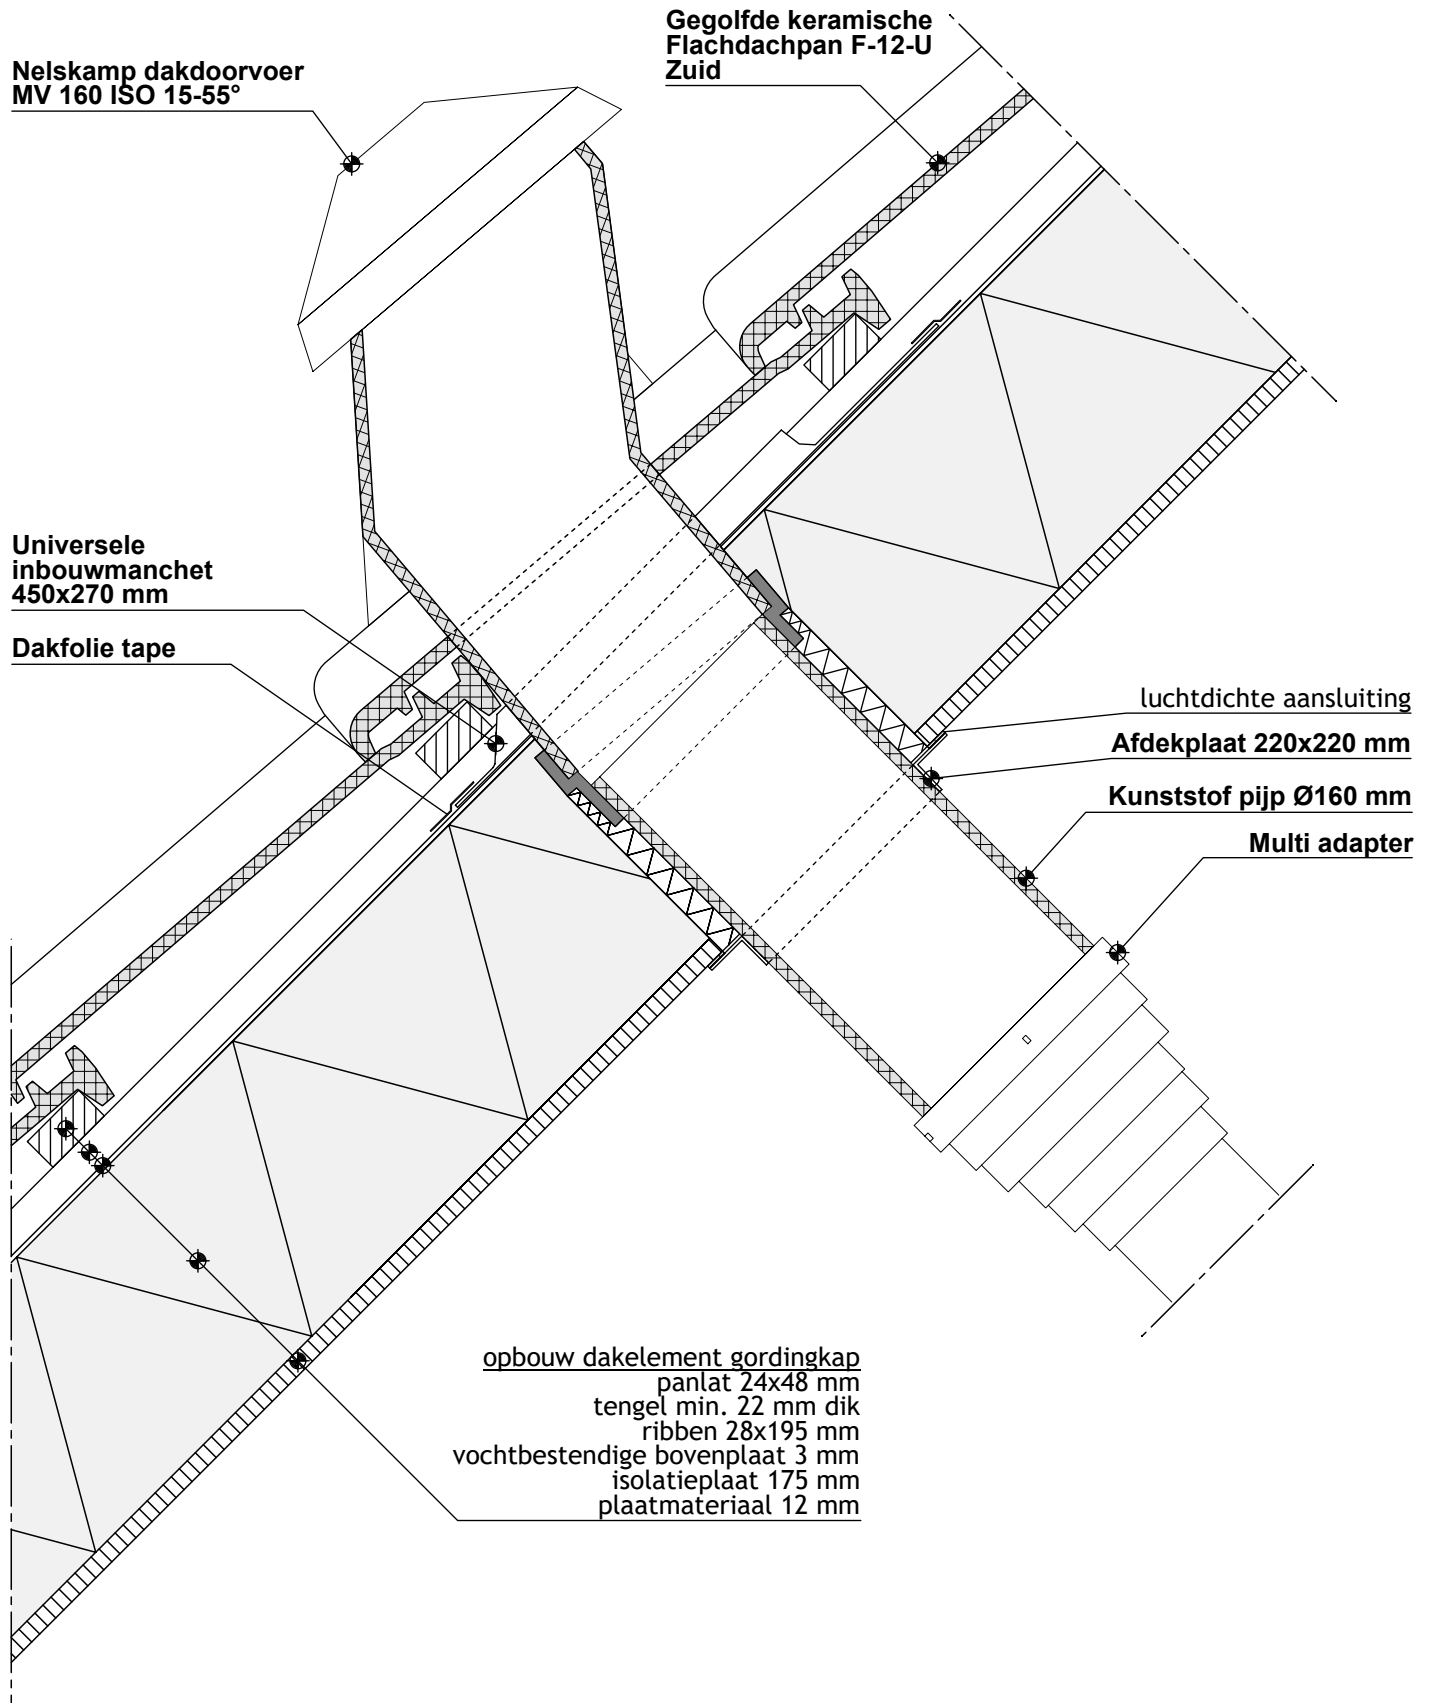 Gegolfde keramische
Flachdachpan F-12-U
Zuid
Nelskamp dakdoorvoer
MV 160 ISO 15-55°
Universele
inbouwmanchet
450x270 mm
Dakfolie tape
luchtdichte aansluiting
Afdekplaat 220x220 mm
Kunststof pijp Ø160 mm
Multi adapter
opbouw dakelement gordingkap
panlat 24x48 mm
tengel min. 22 mm dik
ribben 28x195 mm
vochtbestendige bovenplaat 3 mm
isolatieplaat 175 mm
plaatmateriaal 12 mm